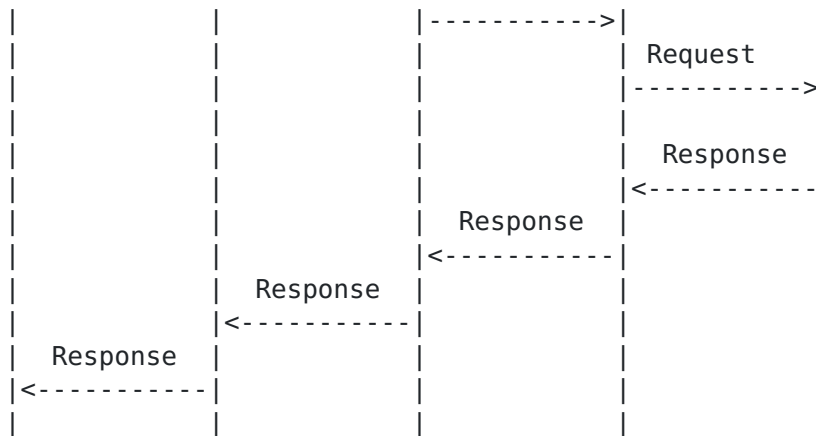 |            |            |----------->|
|            |            |            | Request
|            |            |            |----------->
|            |            |            |
|            |            |            |  Response
|            |            |            |<-----------
|            |            |  Response  |
|            |            |<-----------|
|            |  Response  |            |
|            |<-----------|            |
|  Response  |            |            |
|<-----------|            |            |
|            |            |            |